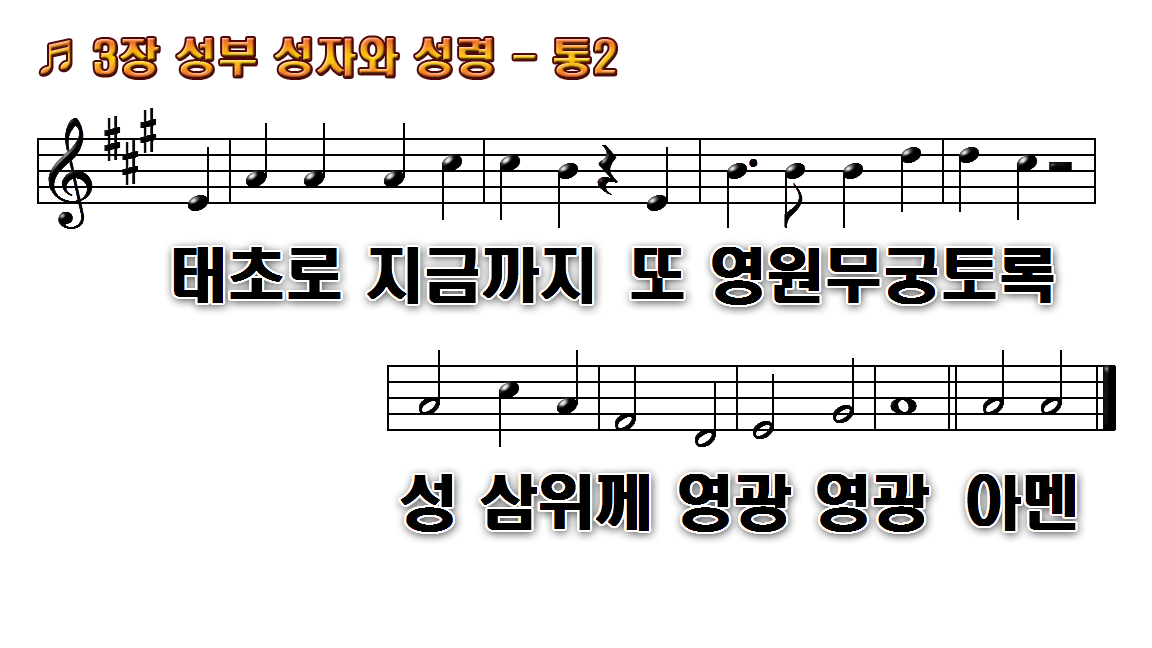 ♬ 3장 성부 성자와 성령 - 통2
태초로 지금까지 또 영원무궁토록
성 삼위께 영광 영광 아멘